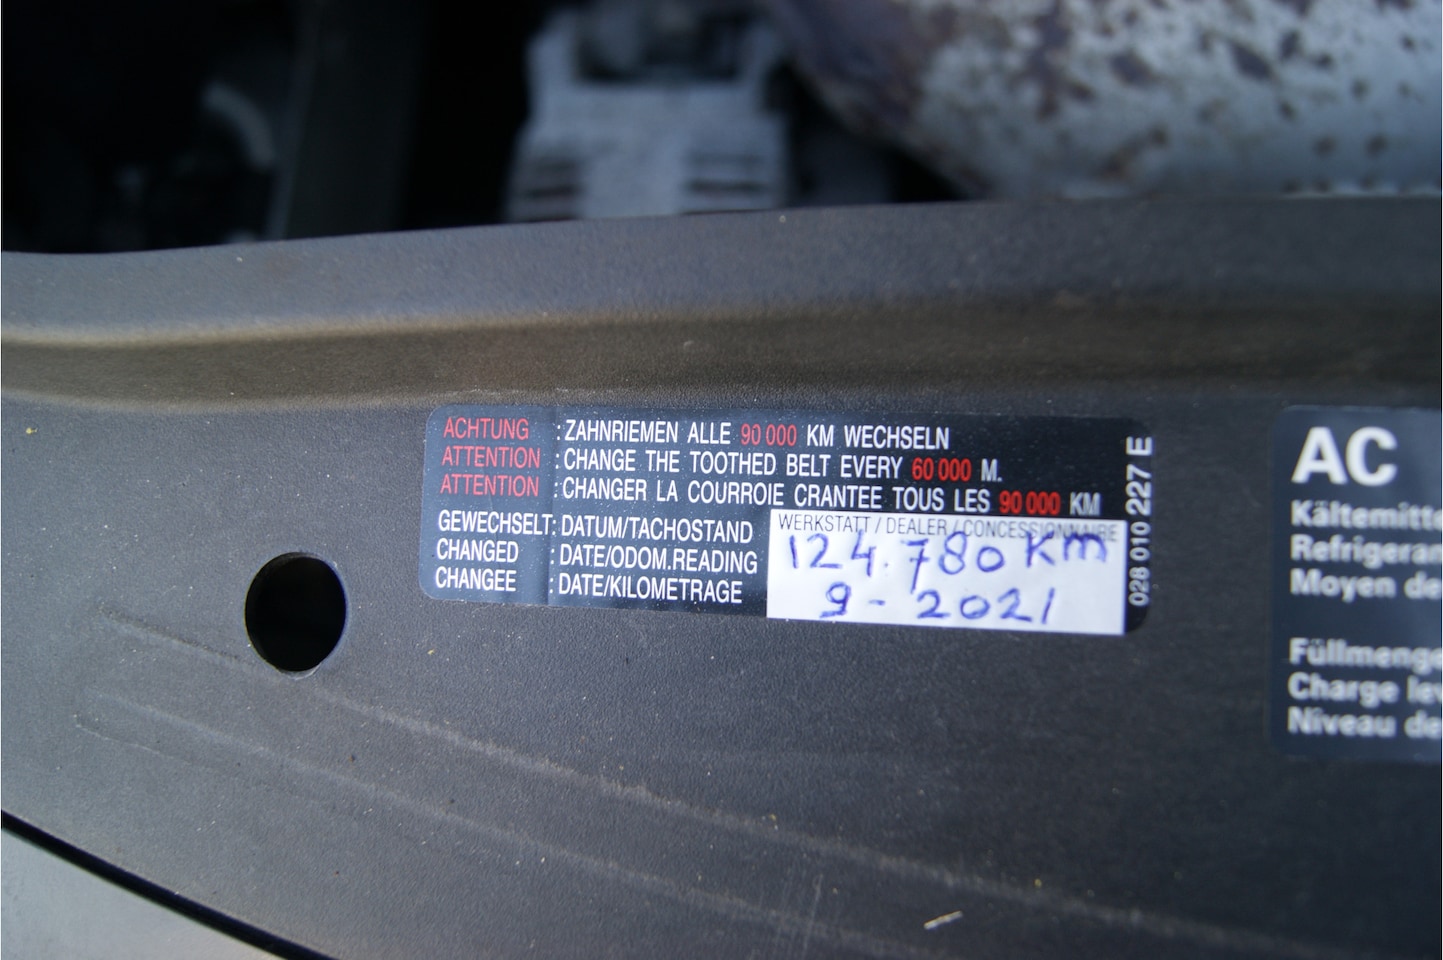 ACHTUNG : ZAHNRIEMEN ALLE 90 000 KM WECHSELN
ATTENTION : CHANGE THE TOOTHED BELT EVERY 60 000 M.
ATTENTION : CHANGER LA COURROIE CRANTEE TOUS LES 90 000 KM
GEWECHSELT: DATUM/TACHOSTAND
CHANGED : DATE/ODOM.READING
CHANGEE : DATE/KILOMETRAGE
WERKSTATT / DEALER / CONCESSIONNAIRE
124.780 Km
9 - 2021
028 010 227 E
AC
Kältemitte
Refrigeran
Moyen de
Füllmenge
Charge lev
Niveau de